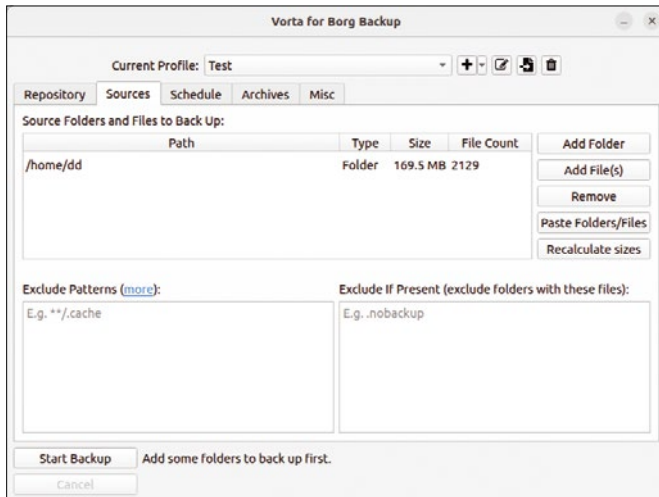 Vorta for Borg Backup
Current Profile: Test
Repository Sources Schedule Archives Misc
Source Folders and Files to Back Up:
Path Type Size File Count
/home/dd Folder 169.5 MB 2129
Add Folder
Add File(s)
Remove
Paste Folders/Files
Recalculate sizes
Exclude Patterns (more):
E.g. **/.cache
Exclude If Present (exclude folders with these files):
E.g. .nobackup
Start Backup Add some folders to back up first.
Cancel